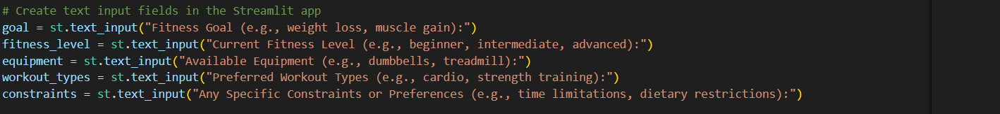 # Create text input fields in the Streamlit app
goal = st.text_input("Fitness Goal (e.g., weight loss, muscle gain):")
fitness_level = st.text_input("Current Fitness Level (e.g., beginner, intermediate, advanced):")
equipment = st.text_input("Available Equipment (e.g., dumbbells, treadmill):")
workout_types = st.text_input("Preferred Workout Types (e.g., cardio, strength training):")
constraints = st.text_input("Any Specific Constraints or Preferences (e.g., time limitations, dietary restrictions):")